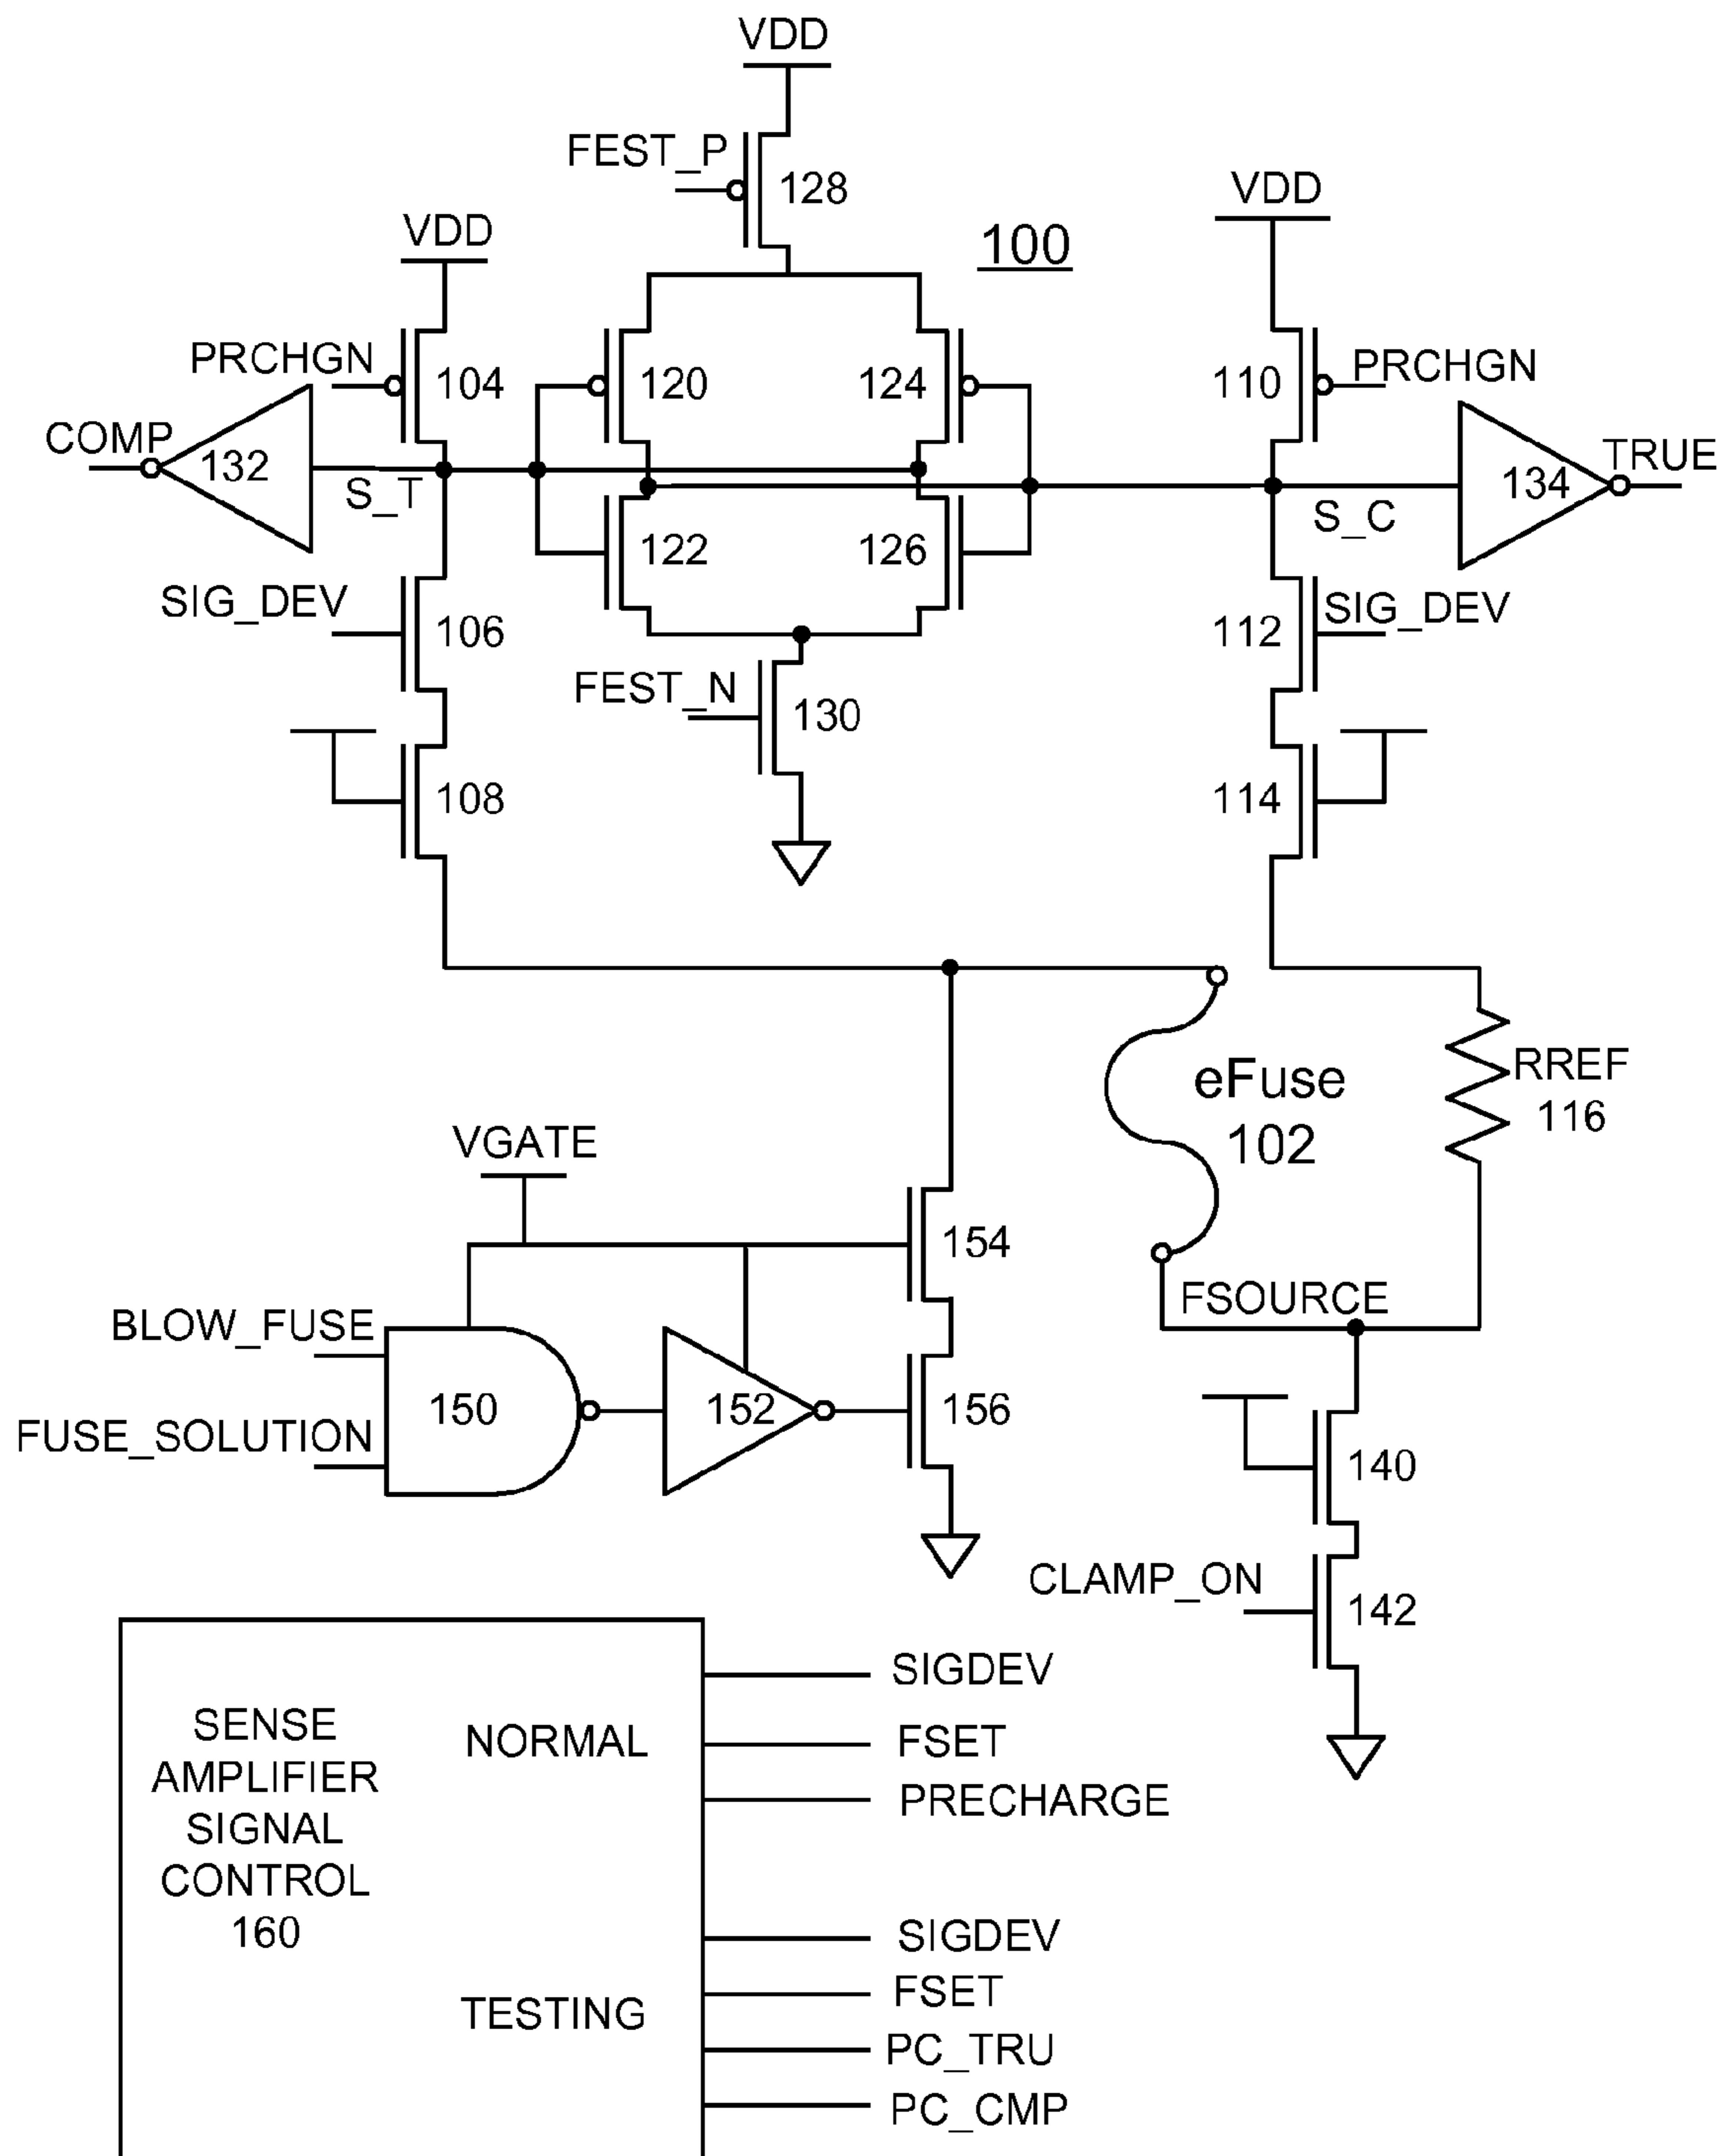 VDD
FEST_P
128
VDD
VDD
100
PRCHGN
104
120
124
110
PRCHGN
COMP
132
S_T
S_C
134
TRUE
122
126
SIG_DEV
106
112
SIG_DEV
FEST_N
130
108
114
eFuse
102
RREF
116
VGATE
154
FSOURCE
BLOW_FUSE
150
152
156
FUSE_SOLUTION
140
CLAMP_ON
142
SENSE
AMPLIFIER
SIGNAL
CONTROL
160
NORMAL
SIGDEV
FSET
PRECHARGE
TESTING
SIGDEV
FSET
PC_TRU
PC_CMP